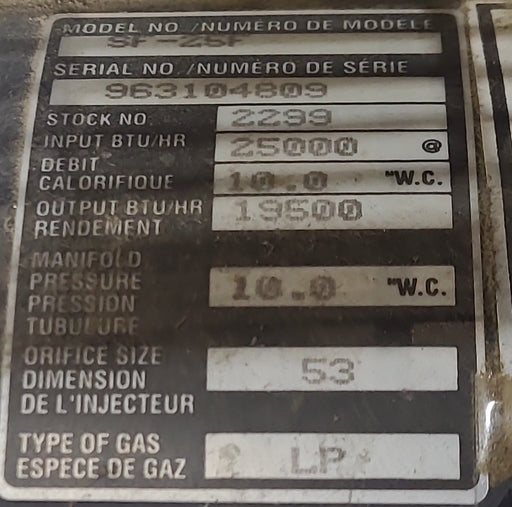 MODEL NO./NUMÉRO DE MODÈLE
SF-25F
SERIAL NO./NUMÉRO DE SÉRIE
963104809
STOCK NO. 2299
INPUT BTU/HR 25000 @
DEBIT
CALORIFIQUE 10.0 "W.C.
OUTPUT BTU/HR 19500
RENDEMENT
MANIFOLD
PRESSURE 10.0 "W.C.
PRESSION
TUBULURE
ORIFICE SIZE
DIMENSION 53
DE L'INJECTEUR
TYPE OF GAS LP
ESPECE DE GAZ